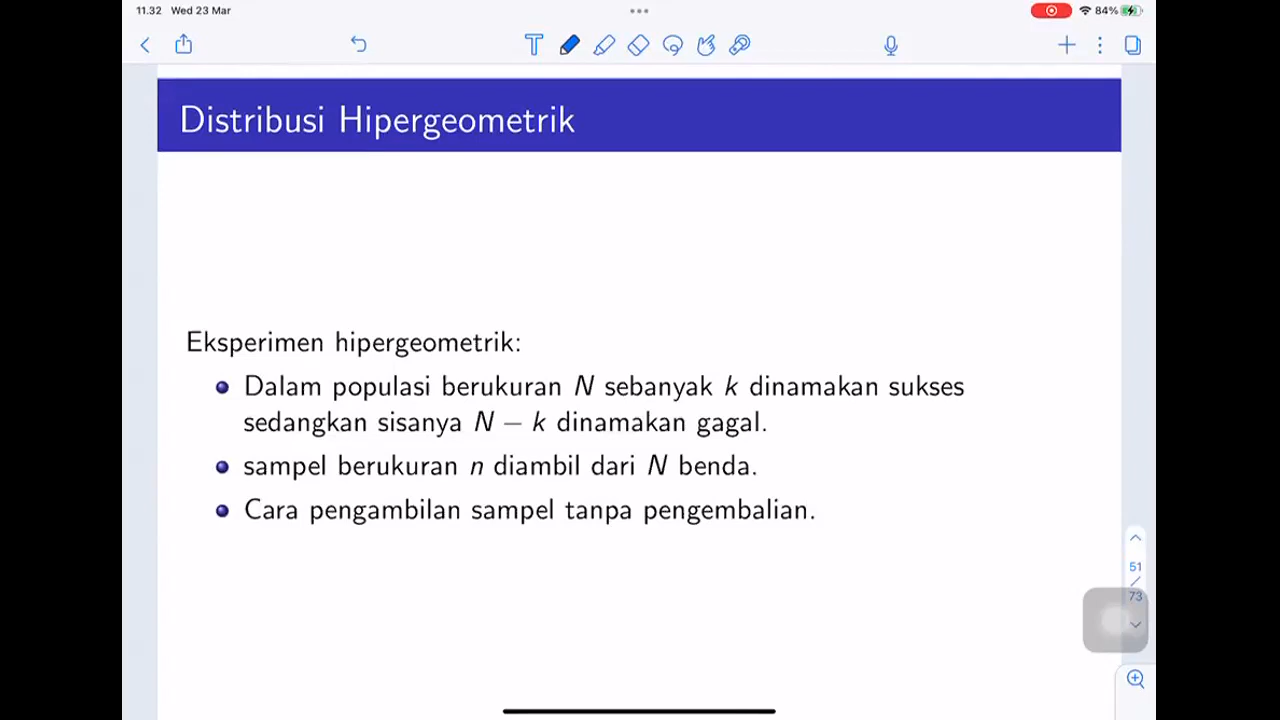 11.32 Wed 23 Mar
84%
Distribusi Hipergeometrik
Eksperimen hipergeometrik:
Dalam populasi berukuran N sebanyak k dinamakan sukses
sedangkan sisanya N − k dinamakan gagal.
sampel berukuran n diambil dari N benda.
Cara pengambilan sampel tanpa pengembalian.
51
/
73